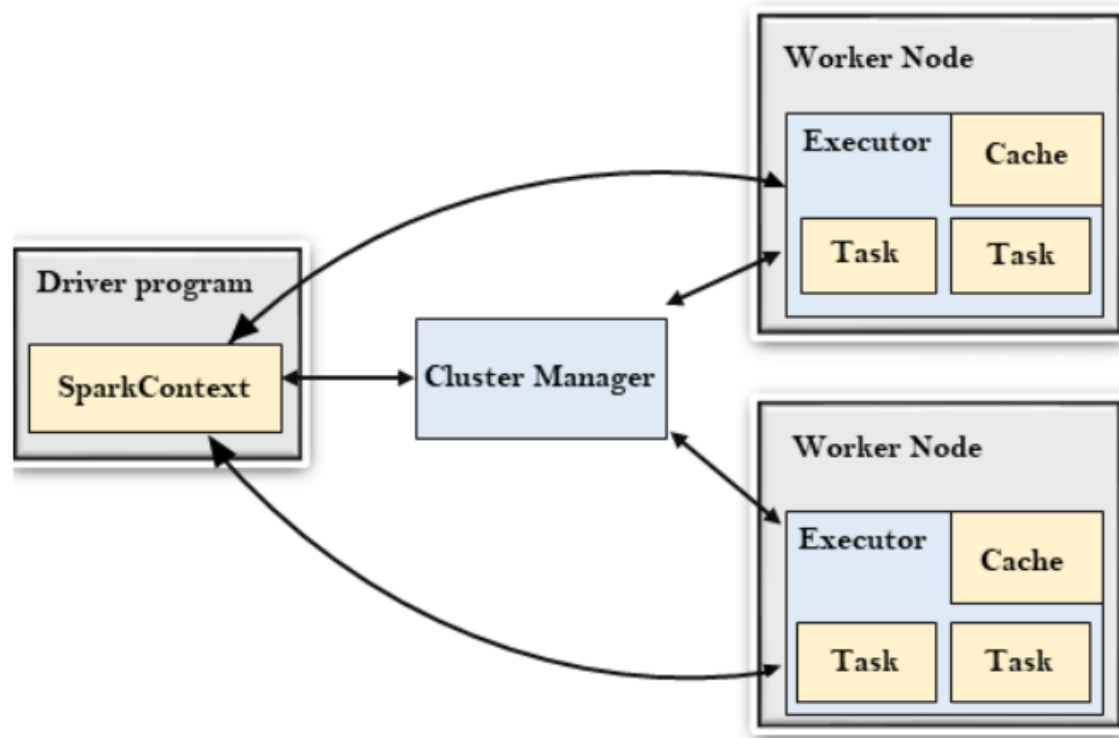 Driver program
SparkContext
Cluster Manager
Worker Node
Executor
Cache
Task
Task
Worker Node
Executor
Cache
Task
Task